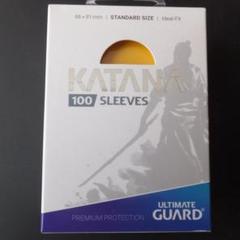 66 x 91 mm | STANDARD SIZE | Ideal Fit
KATANA
100 SLEEVES
PREMIUM PROTECTION
ULTIMATE
GUARD